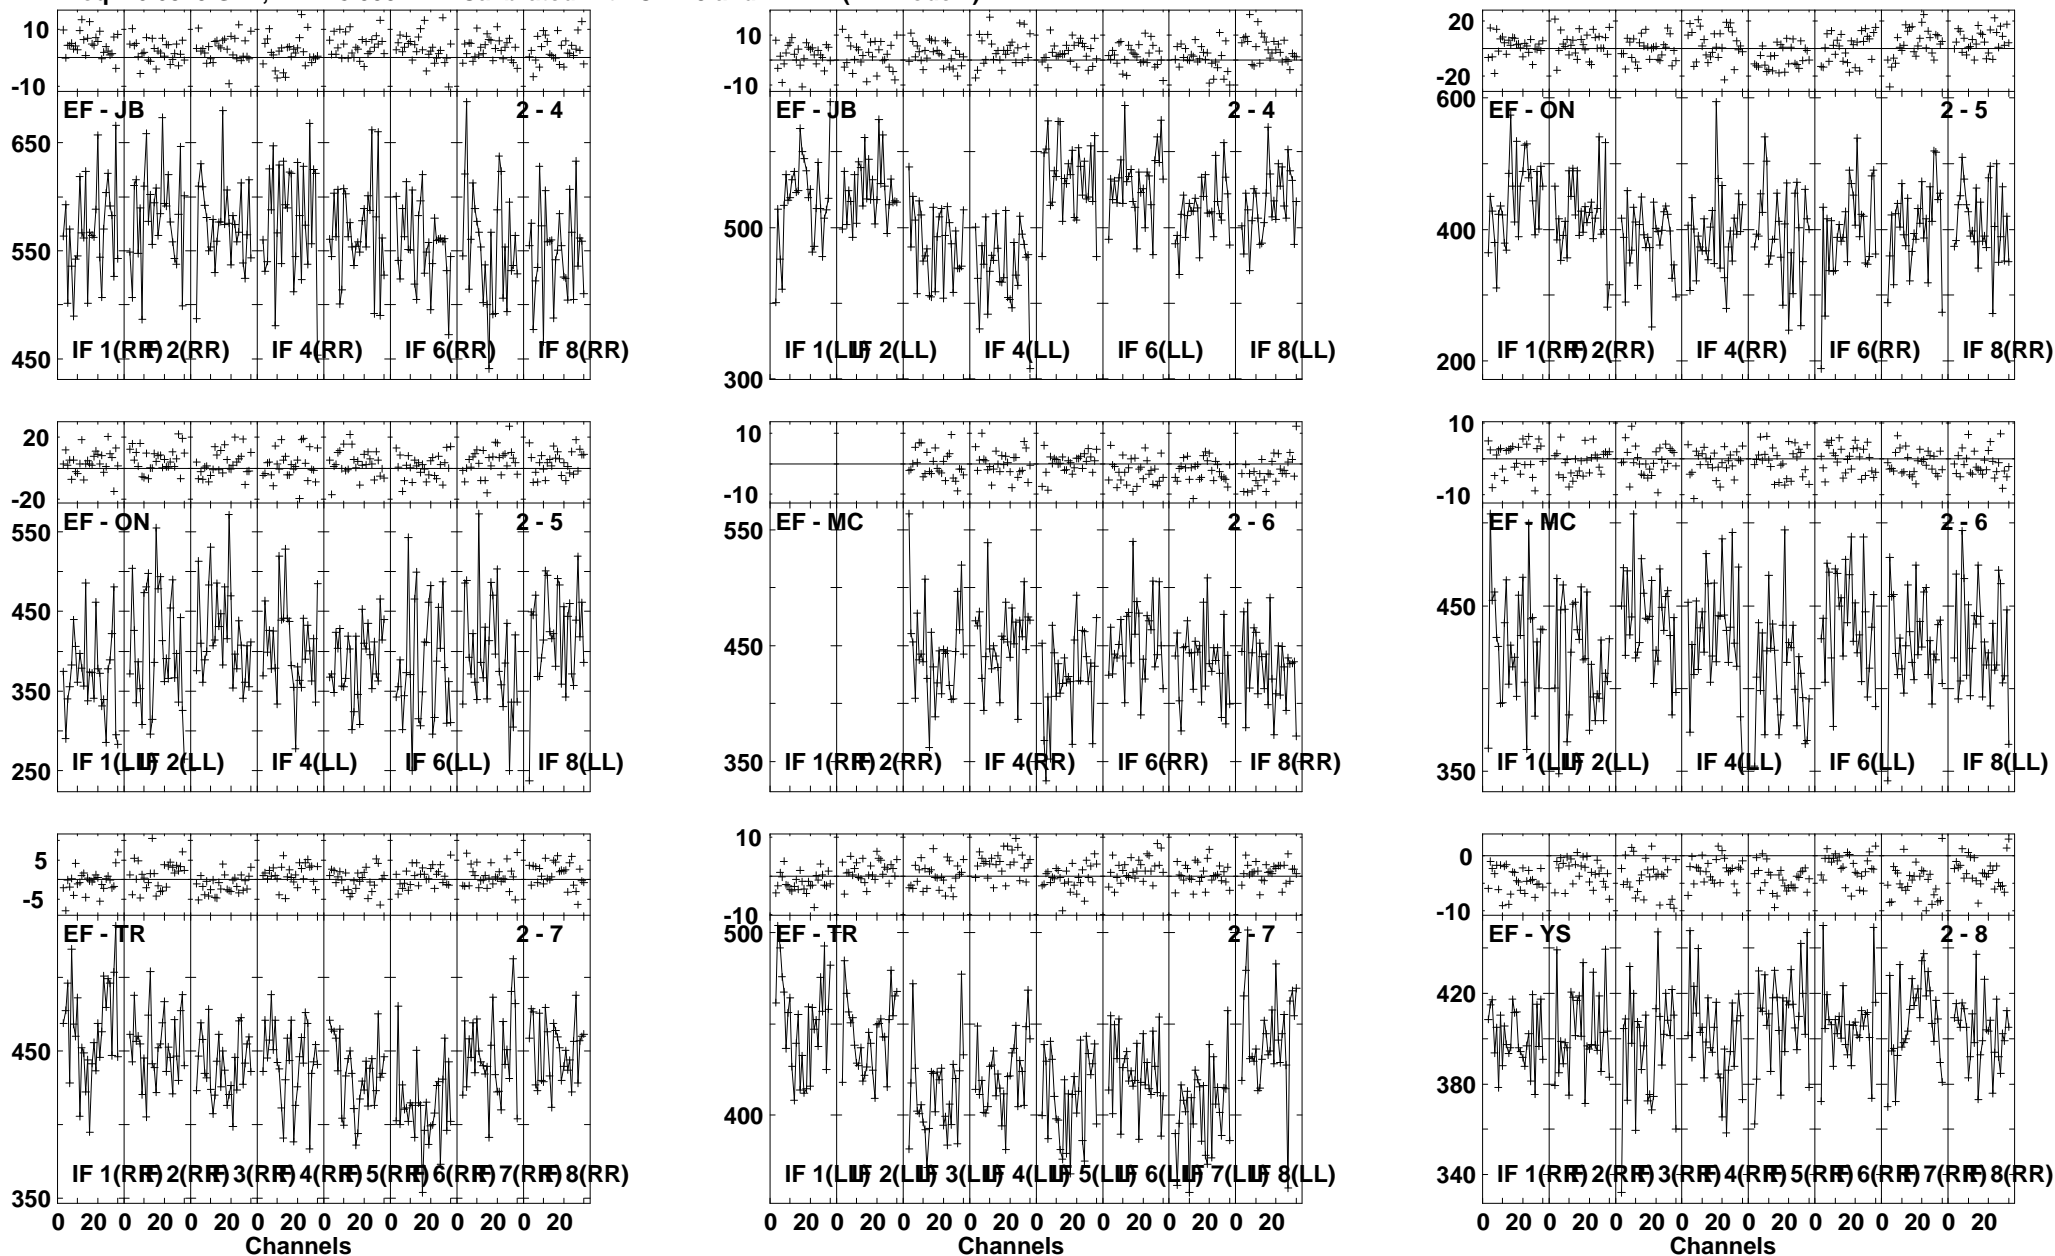 10
-10
EF - JB
2 - 4
650
550
450
IF 1(RR)
IF 2(RR)
IF 4(RR)
IF 6(RR)
IF 8(RR)
10
-10
EF - JB
2 - 4
500
300
IF 1(LL)
IF 2(LL)
IF 4(LL)
IF 6(LL)
IF 8(LL)
20
-20
EF - ON
2 - 5
600
400
200
IF 1(RR)
IF 2(RR)
IF 4(RR)
IF 6(RR)
IF 8(RR)
20
-20
EF - ON
2 - 5
550
450
350
250
IF 1(LL)
IF 2(LL)
IF 4(LL)
IF 6(LL)
IF 8(LL)
10
-10
EF - MC
2 - 6
550
450
350
IF 1(RR)
IF 2(RR)
IF 4(RR)
IF 6(RR)
IF 8(RR)
10
-10
EF - MC
2 - 6
450
350
IF 1(LL)
IF 2(LL)
IF 4(LL)
IF 6(LL)
IF 8(LL)
5
-5
EF - TR
2 - 7
450
350
IF 1(RR)
IF 2(RR)
IF 3(RR)
IF 4(RR)
IF 5(RR)
IF 6(RR)
IF 7(RR)
IF 8(RR)
0 20 0 20 0 20 0 20 0 20 0 20 0 20 0 20
Channels
10
-10
EF - TR
2 - 7
500
400
IF 1(LL)
IF 2(LL)
IF 3(LL)
IF 4(LL)
IF 5(LL)
IF 6(LL)
IF 7(LL)
IF 8(LL)
0 20 0 20 0 20 0 20 0 20 0 20 0 20 0 20
Channels
0
-10
EF - YS
2 - 8
420
380
340
IF 1(RR)
IF 2(RR)
IF 3(RR)
IF 4(RR)
IF 5(RR)
IF 6(RR)
IF 7(RR)
IF 8(RR)
0 20 0 20 0 20 0 20 0 20 0 20 0 20 0 20
Channels